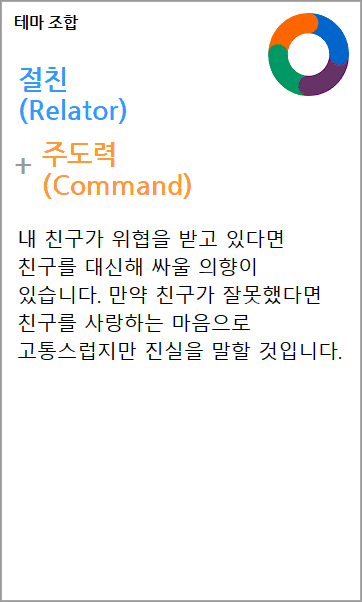 테마 조합
절친
(Relator)
+ 주도력
(Command)
내 친구가 위협을 받고 있다면
친구를 대신해 싸울 의향이
있습니다. 만약 친구가 잘못했다면
친구를 사랑하는 마음으로
고통스럽지만 진실을 말할 것입니다.